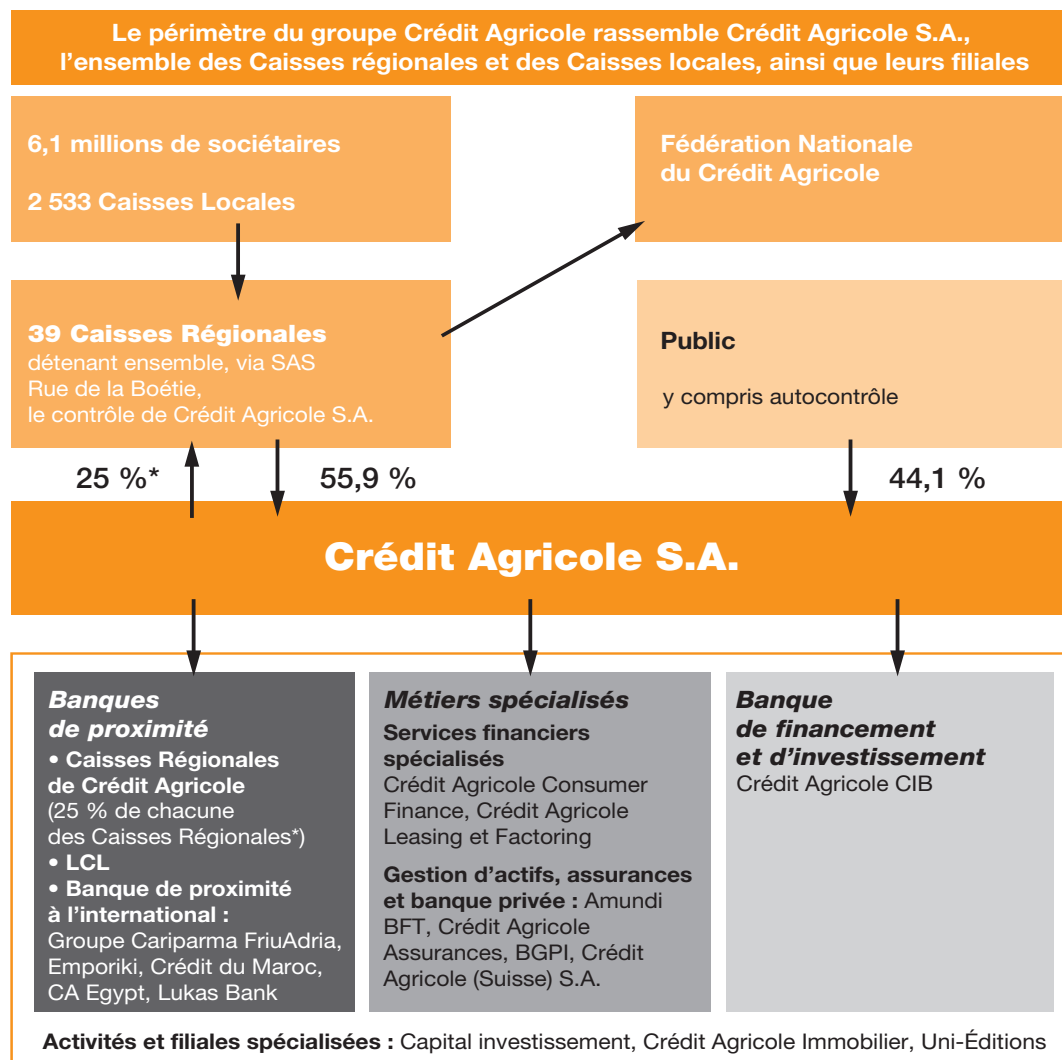 Le périmètre du groupe Crédit Agricole rassemble Crédit Agricole S.A.,
l'ensemble des Caisses régionales et des Caisses locales, ainsi que leurs filiales
6,1 millions de sociétaires
2 533 Caisses Locales
Fédération Nationale
du Crédit Agricole
39 Caisses Régionales
détenant ensemble, via SAS
Rue de la Boétie,
le contrôle de Crédit Agricole S.A.
Public
y compris autocontrôle
25 %*
55,9 %
44,1 %
Crédit Agricole S.A.
Banques
de proximité
• Caisses Régionales
de Crédit Agricole
(25 % de chacune
des Caisses Régionales*)
• LCL
• Banque de proximité
à l'international :
Groupe Cariparma FriuAdria,
Emporiki, Crédit du Maroc,
CA Egypt, Lukas Bank
Métiers spécialisés
Services financiers
spécialisés
Crédit Agricole Consumer
Finance, Crédit Agricole
Leasing et Factoring
Gestion d'actifs, assurances
et banque privée : Amundi
BFT, Crédit Agricole
Assurances, BGPI, Crédit
Agricole (Suisse) S.A.
Banque
de financement
et d'investissement
Crédit Agricole CIB
Activités et filiales spécialisées : Capital investissement, Crédit Agricole Immobilier, Uni-Éditions